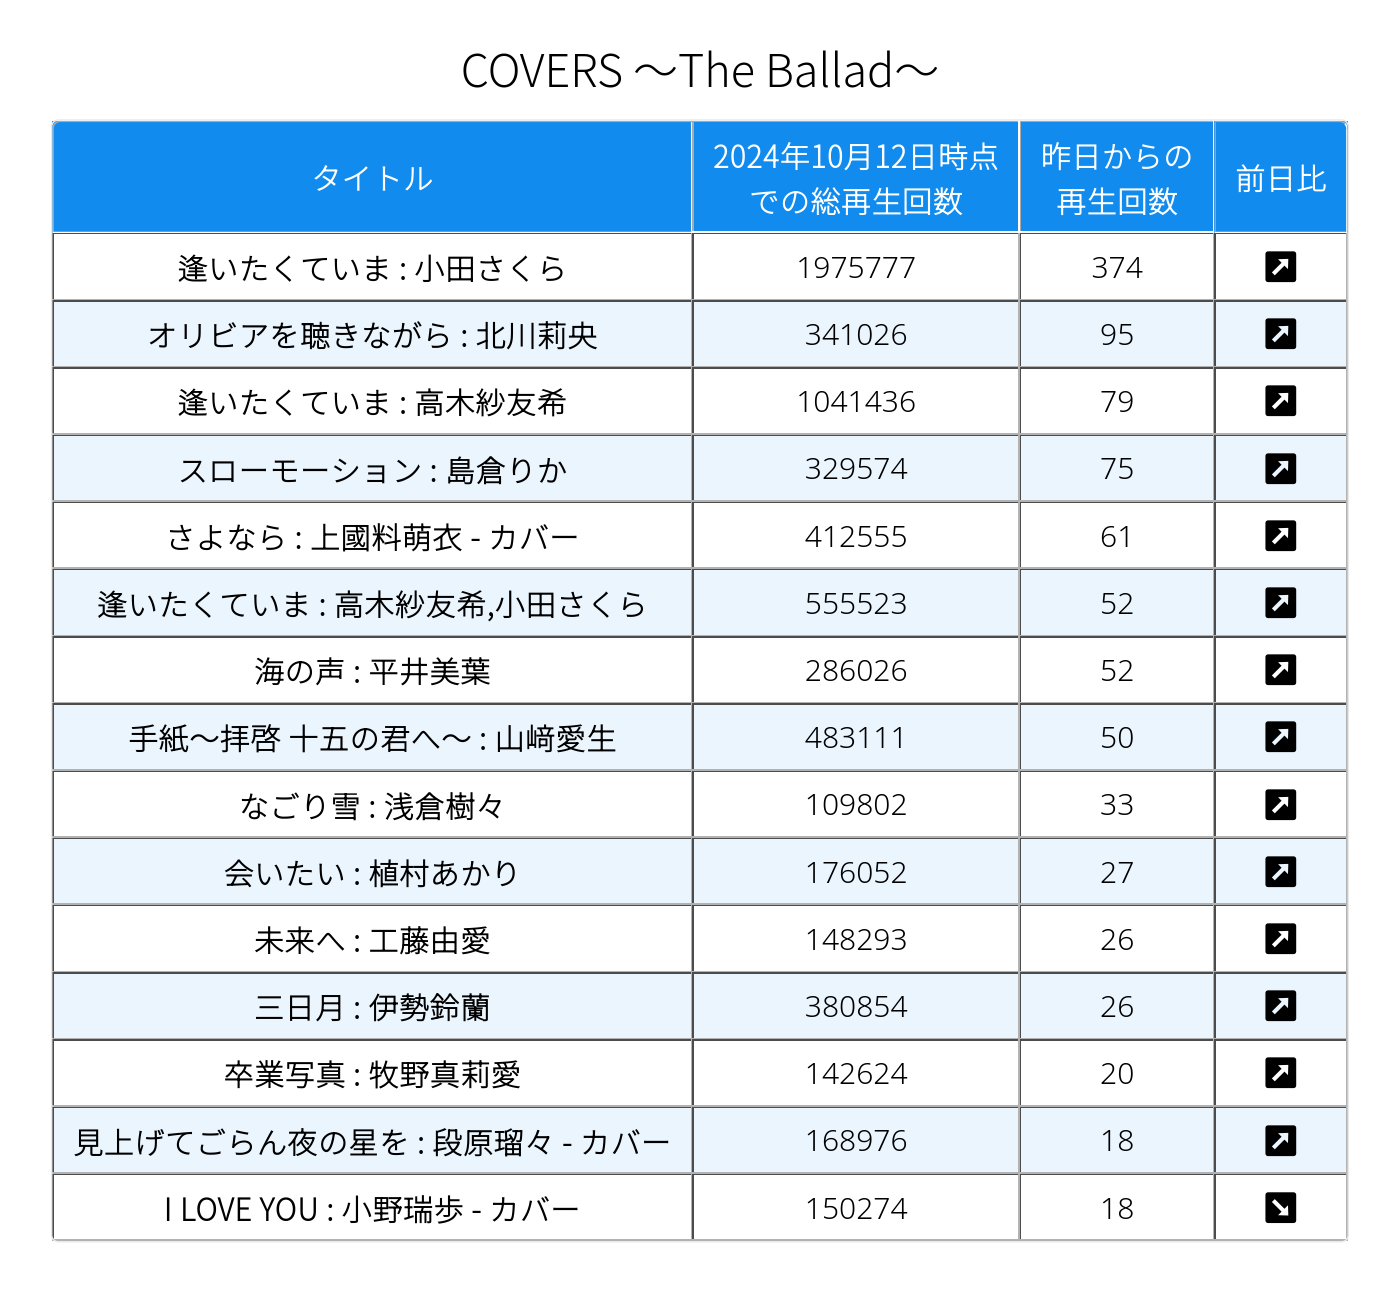 COVERS ～The Ballad～
タイトル
2024年10月12日時点
での総再生回数
昨日からの
再生回数
前日比
逢いたくていま : 小田さくら 1975777 374
オリビアを聴きながら : 北川莉央 341026 95
逢いたくていま : 高木紗友希 1041436 79
スローモーション : 島倉りか 329574 75
さよなら : 上國料萌衣 - カバー 412555 61
逢いたくていま : 高木紗友希,小田さくら 555523 52
海の声 : 平井美葉 286026 52
手紙～拝啓 十五の君へ～ : 山﨑愛生 483111 50
なごり雪 : 浅倉樹々 109802 33
会いたい : 植村あかり 176052 27
未来へ : 工藤由愛 148293 26
三日月 : 伊勢鈴蘭 380854 26
卒業写真 : 牧野真莉愛 142624 20
見上げてごらん夜の星を : 段原瑠々 - カバー 168976 18
I LOVE YOU : 小野瑞歩 - カバー 150274 18